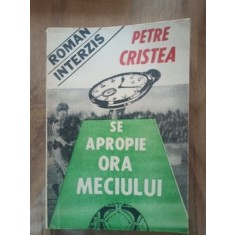 ROMAN
INTERZIS
PETRE
CRISTEA
SE
APROPIE
ORA
MECIULUI